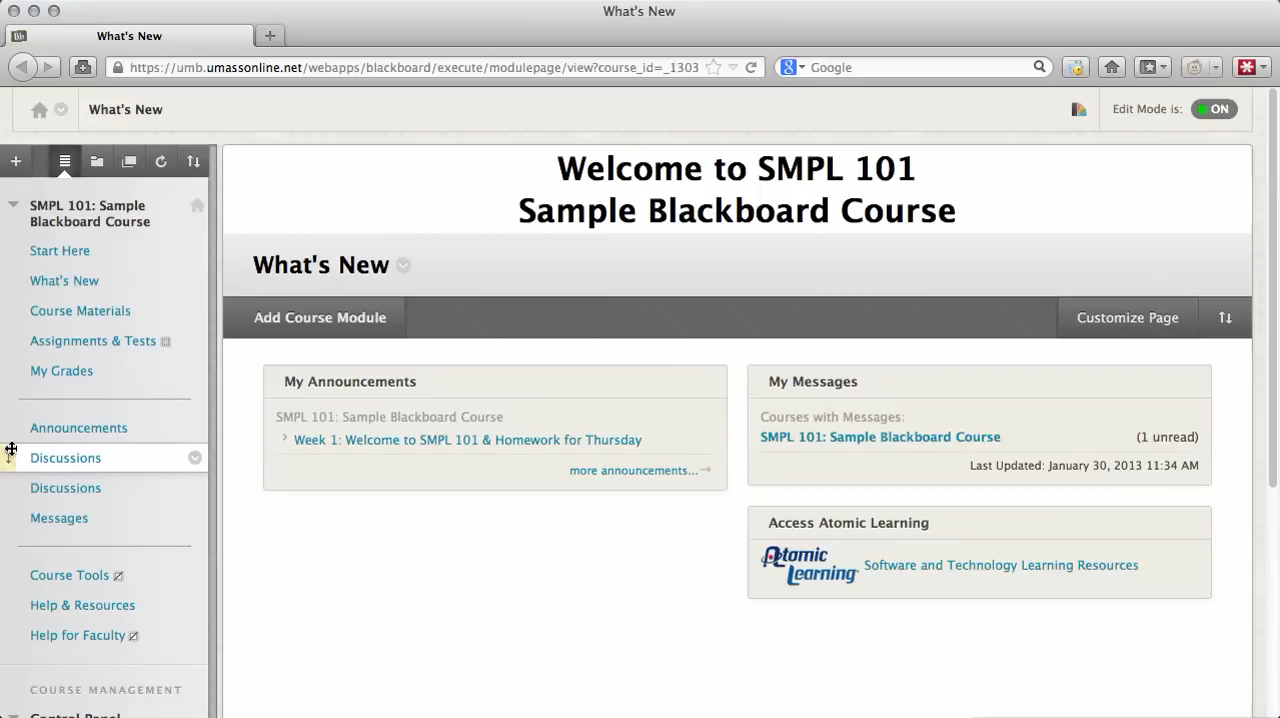 What's New
Bb
What's New
https://umb.umassonline.net/webapps/blackboard/execute/modulepage/view?course_id=_1303
Google
What's New
Edit Mode is: ON
SMPL 101: Sample
Blackboard Course
Start Here
What's New
Course Materials
Assignments & Tests
My Grades
Announcements
Discussions
Discussions
Messages
Course Tools
Help & Resources
Help for Faculty
COURSE MANAGEMENT
Control Panel
Welcome to SMPL 101
Sample Blackboard Course
What's New
Add Course Module
Customize Page
My Announcements
SMPL 101: Sample Blackboard Course
Week 1: Welcome to SMPL 101 & Homework for Thursday
more announcements...
My Messages
Courses with Messages:
SMPL 101: Sample Blackboard Course (1 unread)
Last Updated: January 30, 2013 11:34 AM
Access Atomic Learning
Atomic
Learning
Software and Technology Learning Resources